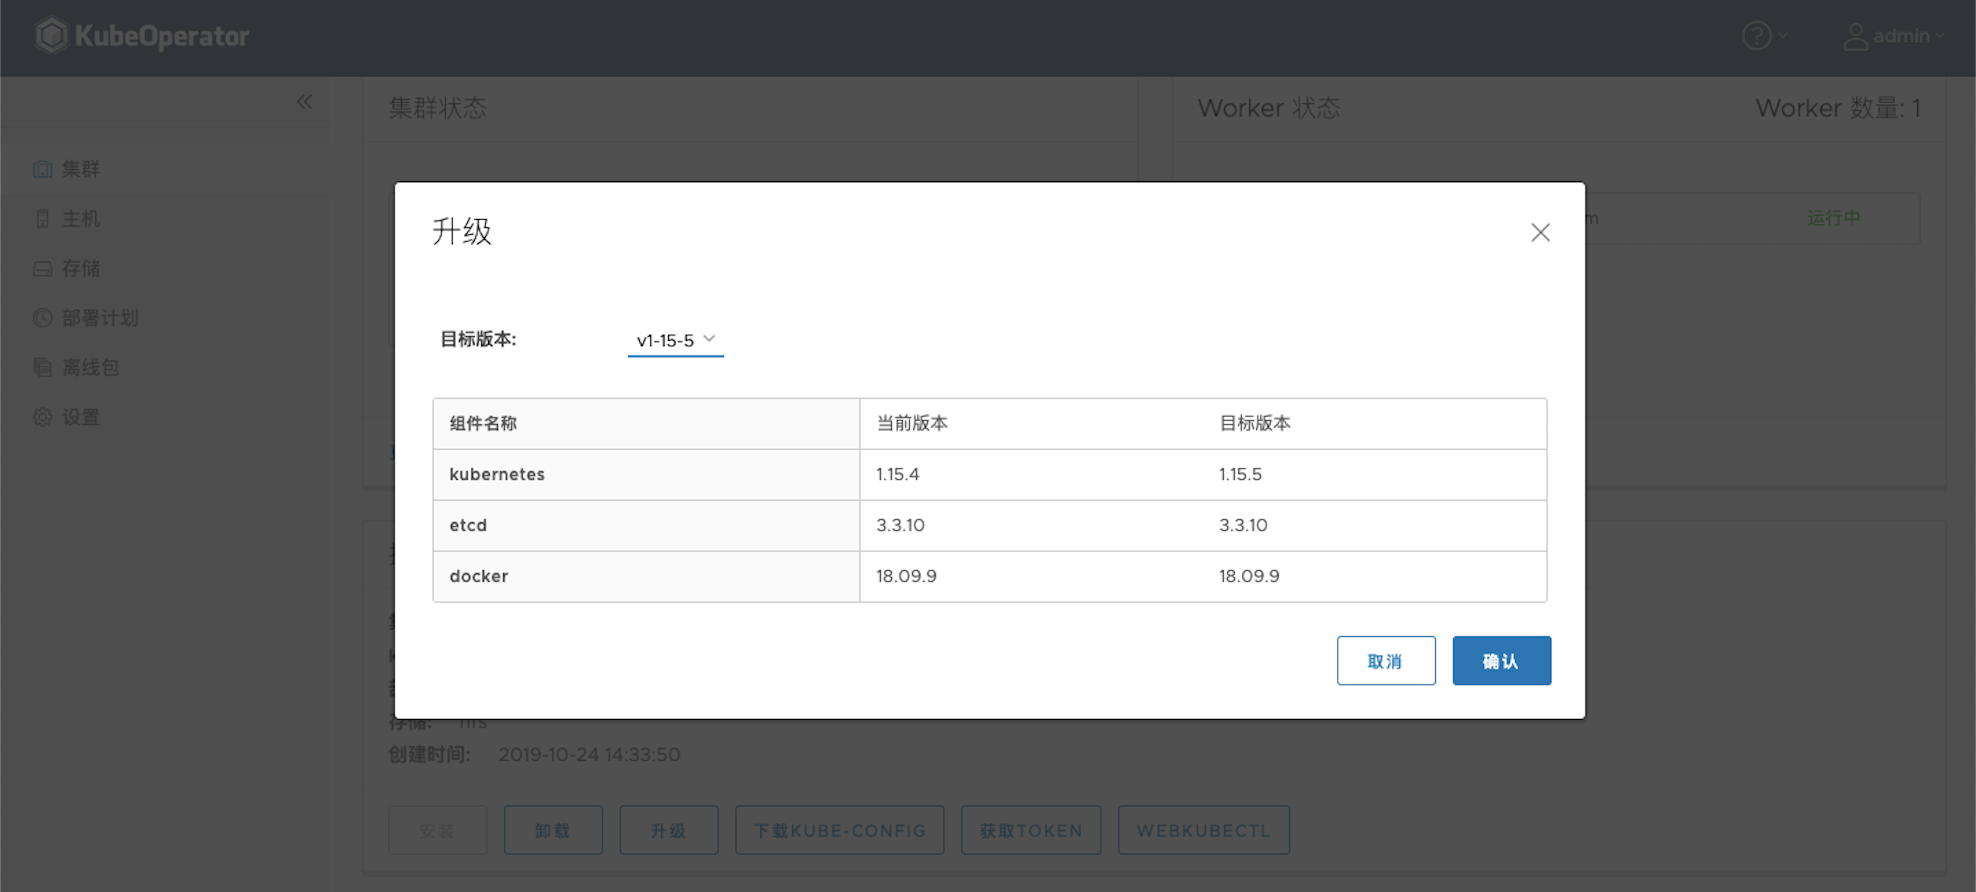 KubeOperator
admin
集群状态
Worker 状态
Worker 数量: 1
集群
主机
存储
部署计划
离线包
设置
运行中
升级
目标版本:
v1-15-5
组件名称 当前版本 目标版本
kubernetes 1.15.4 1.15.5
etcd 3.3.10 3.3.10
docker 18.09.9 18.09.9
取消
确认
存储: nfs
创建时间: 2019-10-24 14:33:50
安装
卸载
升级
下载KUBE-CONFIG
获取TOKEN
WEBKUBECTL